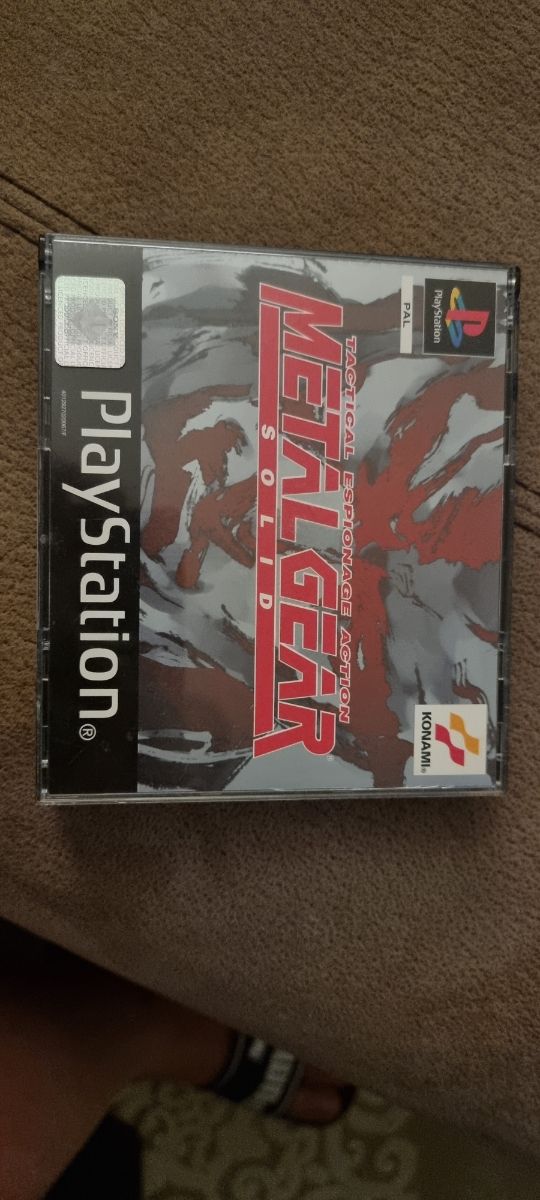 PlayStation
PAL
KONAMI®
TACTICAL ESPIONAGE ACTION
METAL GEAR®
SOLID
PlayStation®